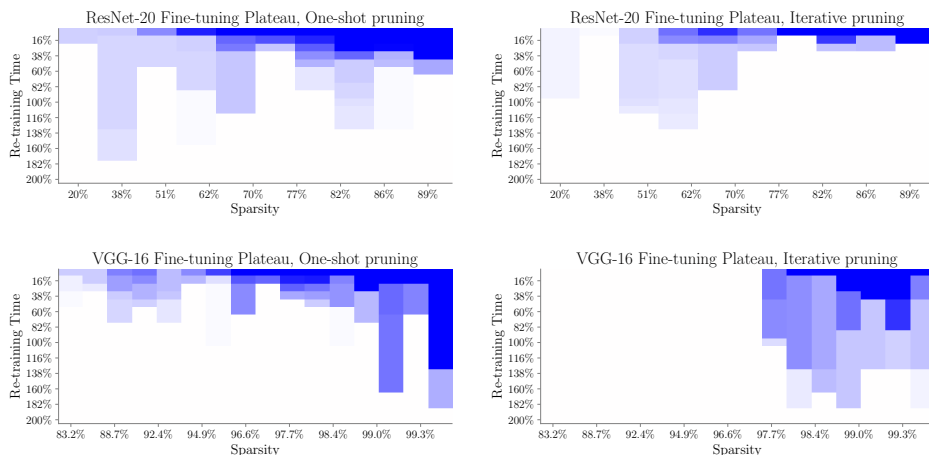 ResNet-20 Fine-tuning Plateau, One-shot pruning
Re-training Time
16%
38%
60%
82%
100%
116%
138%
160%
182%
200%
20% 38% 51% 62% 70% 77% 82% 86% 89%
Sparsity
ResNet-20 Fine-tuning Plateau, Iterative pruning
Re-training Time
16%
38%
60%
82%
100%
116%
138%
160%
182%
200%
20% 38% 51% 62% 70% 77% 82% 86% 89%
Sparsity
VGG-16 Fine-tuning Plateau, One-shot pruning
Re-training Time
16%
38%
60%
82%
100%
116%
138%
160%
182%
200%
83.2% 88.7% 92.4% 94.9% 96.6% 97.7% 98.4% 99.0% 99.3%
Sparsity
VGG-16 Fine-tuning Plateau, Iterative pruning
Re-training Time
16%
38%
60%
82%
100%
116%
138%
160%
182%
200%
83.2% 88.7% 92.4% 94.9% 96.6% 97.7% 98.4% 99.0% 99.3%
Sparsity